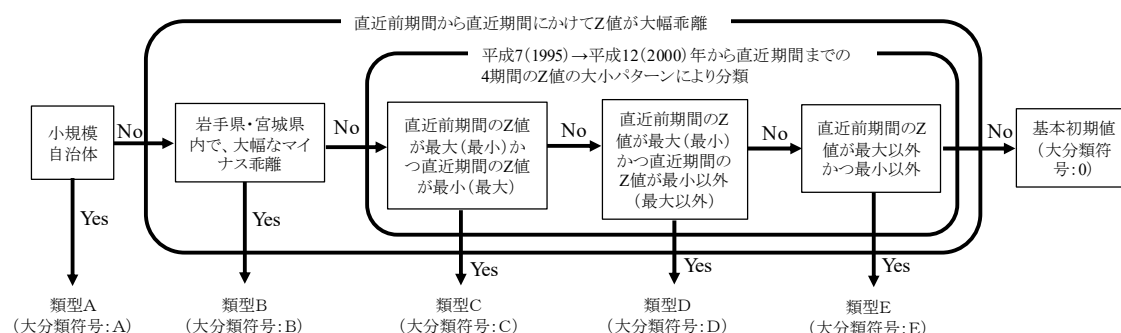 直近前期間から直近期間にかけてZ値が大幅乖離
平成7(1995)→平成12(2000)年から直近期間までの
4期間のZ値の大小パターンにより分類
小規模
自治体
No
Yes
岩手県・宮城県
内で、大幅なマイ
ナス乖離
No
Yes
直近前期間のZ値
が最大(最小)か
つ直近期間のZ値
が最小(最大)
No
Yes
直近前期間のZ
値が最大(最小)
かつ直近期間の
Z値が最小以外
(最大以外)
No
Yes
直近前期間のZ
値が最大以外
かつ最小以外
No
Yes
基本初期値
(大分類符
号:0)
類型A
(大分類符号:A)
類型B
(大分類符号:B)
類型C
(大分類符号:C)
類型D
(大分類符号:D)
類型E
(大分類符号:E)